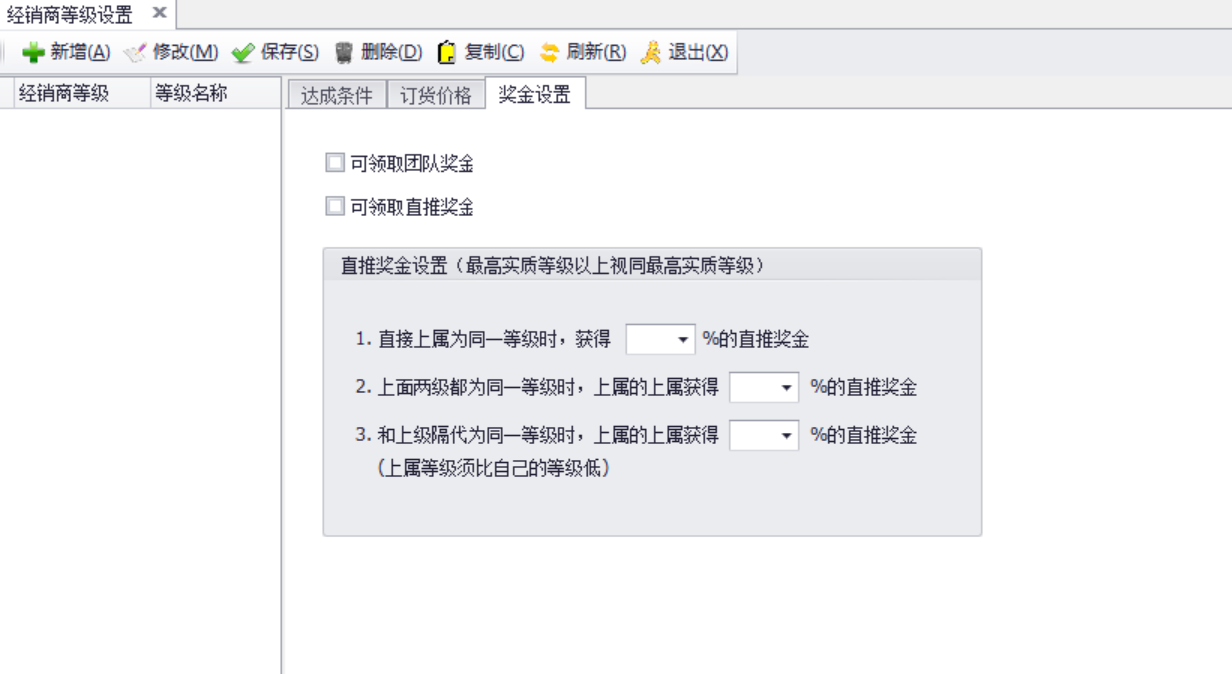 经销商等级设置
新增(A) 修改(M) 保存(S) 删除(D) 复制(C) 刷新(R) 退出(X)
经销商等级 等级名称 达成条件 订货价格 奖金设置
可领取团队奖金
可领取直推奖金
直推奖金设置（最高实质等级以上视同最高实质等级）
1. 直接上属为同一等级时，获得 %的直推奖金
2. 上面两级都为同一等级时，上属的上属获得 %的直推奖金
3. 和上级隔代为同一等级时，上属的上属获得 %的直推奖金
（上属等级须比自己的等级低）